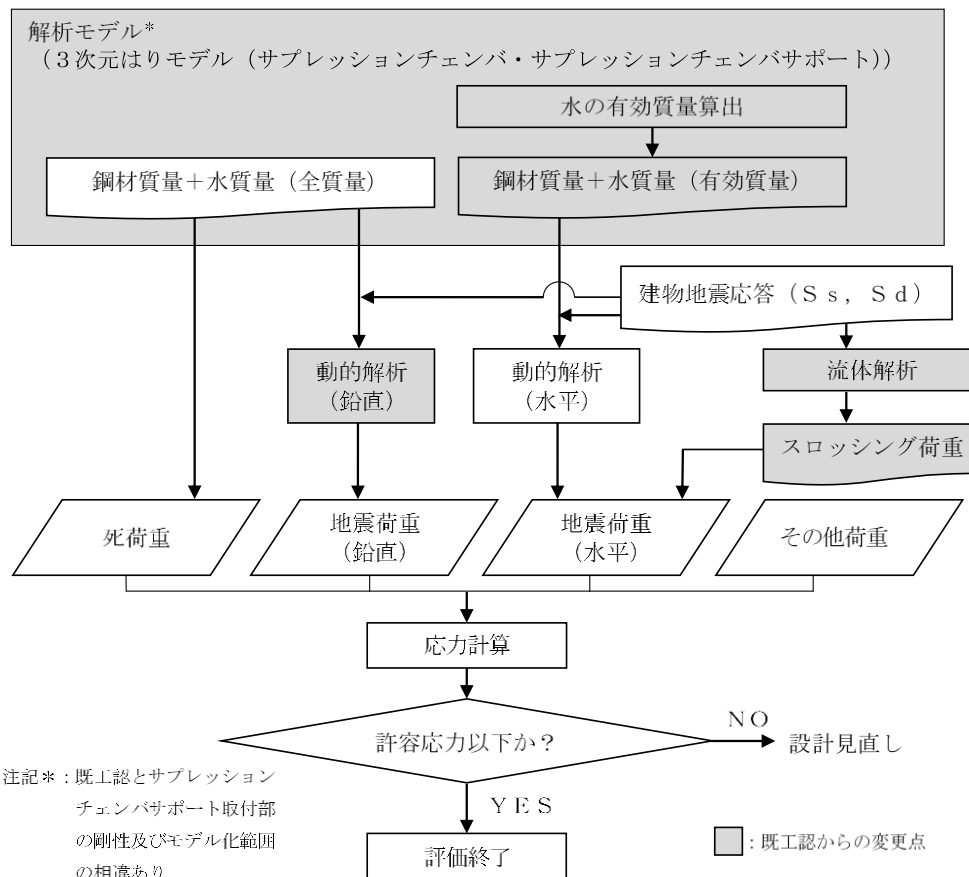 解析モデル*
（３次元はりモデル（サプレッションチェンバ・サプレッションチェンバサポート））
水の有効質量算出
鋼材質量＋水質量（全質量）
鋼材質量＋水質量（有効質量）
建物地震応答（Ｓｓ，Ｓｄ）
動的解析
（鉛直）
動的解析
（水平）
流体解析
スロッシング荷重
死荷重
地震荷重
（鉛直）
地震荷重
（水平）
その他荷重
応力計算
許容応力以下か？
ＮＯ
設計見直し
ＹＥＳ
評価終了
注記＊：既工認とサプレッション
チェンバサポート取付部
の剛性及びモデル化範囲
の相違あり
：既工認からの変更点